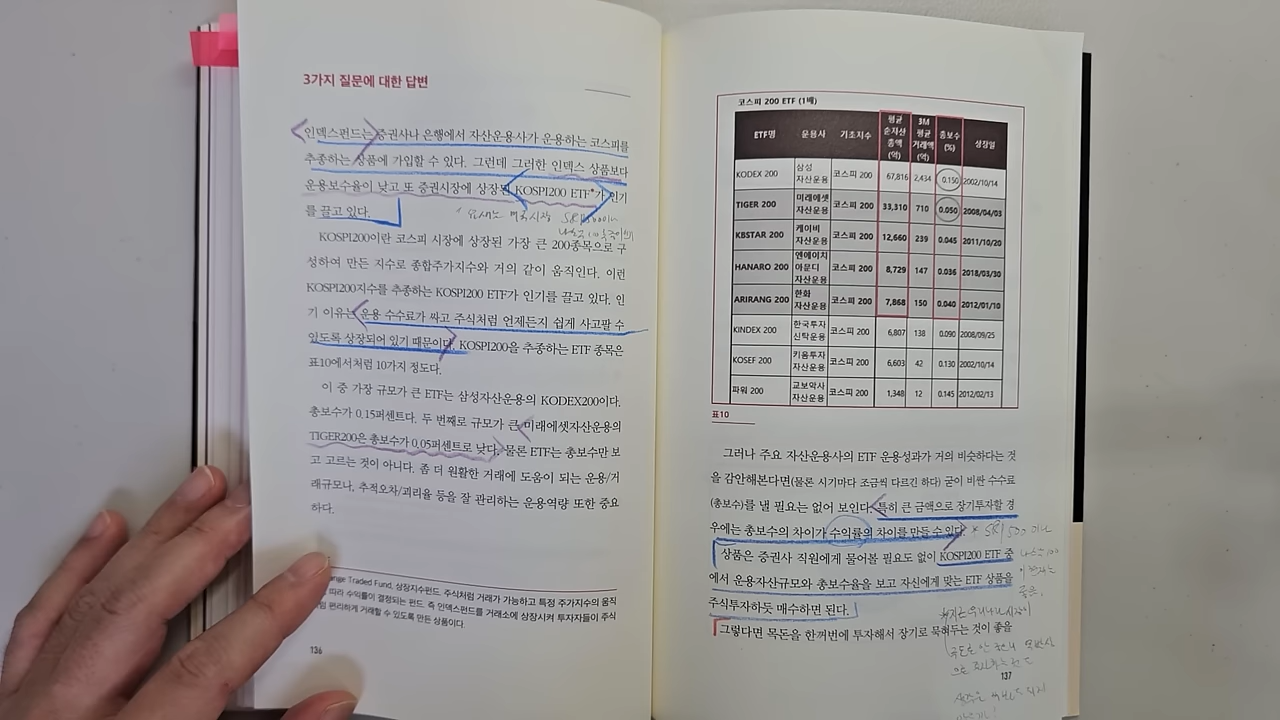 3가지 질문에 대한 답변
인덱스펀드는 증권사나 은행에서 자산운용사가 운용하는 코스피를
추종하는 상품에 가입할 수 있다. 그런데 그러한 인덱스 상품보다
운용보수율이 낮고 또 증권시장에 상장된 KOSPI200 ETF*가 인기
를 끌고 있다.
KOSPI200이란 코스피 시장에 상장된 가장 큰 200종목으로 구
성하여 만든 지수로 종합주가지수와 거의 같이 움직인다. 이런
KOSPI200지수를 추종하는 KOSPI200 ETF가 인기를 끌고 있다. 인
기 이유는 운용 수수료가 싸고 주식처럼 언제든지 쉽게 사고팔 수
있도록 상장되어 있기 때문이다. KOSPI200을 추종하는 ETF 종목은
표10에서처럼 10가지 정도다.
이 중 가장 규모가 큰 ETF는 삼성자산운용의 KODEX200이다.
총보수가 0.15퍼센트다. 두 번째로 규모가 큰 미래에셋자산운용의
TIGER200은 총보수가 0.05퍼센트로 낮다. 물론 ETF는 총보수만 보
고 고르는 것이 아니다. 좀 더 원활한 거래에 도움이 되는 운용/거
래규모나, 추적오차/괴리율 등을 잘 관리하는 운용역량 또한 중요
하다.
ange Traded Fund, 상장지수펀드. 주식처럼 거래가 가능하고 특정 주가지수의 움직
따라 수익률이 결정되는 펀드. 즉 인덱스펀드를 거래소에 상장시켜 투자자들이 주식
럼 편리하게 거래할 수 있도록 만든 상품이다.
136
코스피 200 ETF (1배)
ETF명 운용사 기초지수 평균 순자산 총액 (억) 3M 평균 거래액 (억) 총보수 (%) 상장일
KODEX 200 삼성 자산운용 코스피 200 67,816 2,434 0.150 2002/10/14
TIGER 200 미래에셋 자산운용 코스피 200 33,310 710 0.050 2008/04/03
KBSTAR 200 케이비 자산운용 코스피 200 12,660 239 0.045 2011/10/20
HANARO 200 엔에이치 아문디 자산운용 코스피 200 8,729 147 0.036 2018/03/30
ARIRANG 200 한화 자산운용 코스피 200 7,868 150 0.040 2012/01/10
KINDEX 200 한국투자 신탁운용 코스피 200 6,807 138 0.090 2008/09/25
KOSEF 200 키움투자 자산운용 코스피 200 6,603 42 0.130 2002/10/14
파워 200 교보악사 자산운용 코스피 200 1,348 12 0.145 2012/02/13
표10
그러나 주요 자산운용사의 ETF 운용성과가 거의 비슷하다는 것
을 감안해본다면(물론 시기마다 조금씩 다르긴 하다) 굳이 비싼 수수료
(총보수)를 낼 필요는 없어 보인다. 특히 큰 금액으로 장기투자할 경
우에는 총보수의 차이가 수익률의 차이를 만들 수 있다.
상품은 증권사 직원에게 물어볼 필요도 없이 KOSPI200 ETF 중
에서 운용자산규모와 총보수율을 보고 자신에게 맞는 ETF 상품을
주식투자하듯 매수하면 된다.
그렇다면 목돈을 한꺼번에 투자해서 장기로 묵혀두는 것이 좋을
137